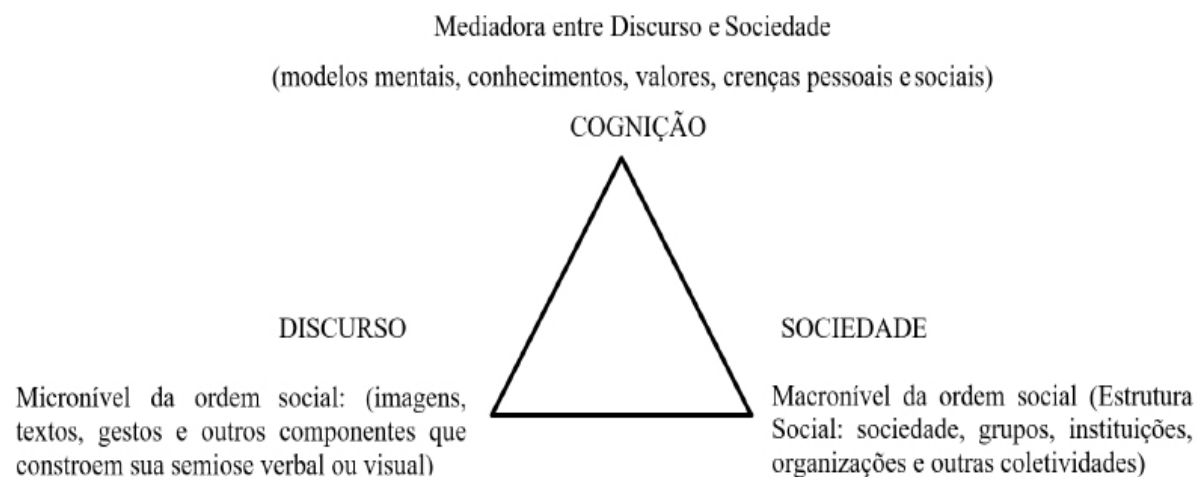 Mediadora entre Discurso e Sociedade
(modelos mentais, conhecimentos, valores, crenças pessoais e sociais)
COGNIÇÃO
DISCURSO
Micronível da ordem social: (imagens,
textos, gestos e outros componentes que
constroem sua semiose verbal ou visual)
SOCIEDADE
Macronível da ordem social (Estrutura
Social: sociedade, grupos, instituições,
organizações e outras coletividades)